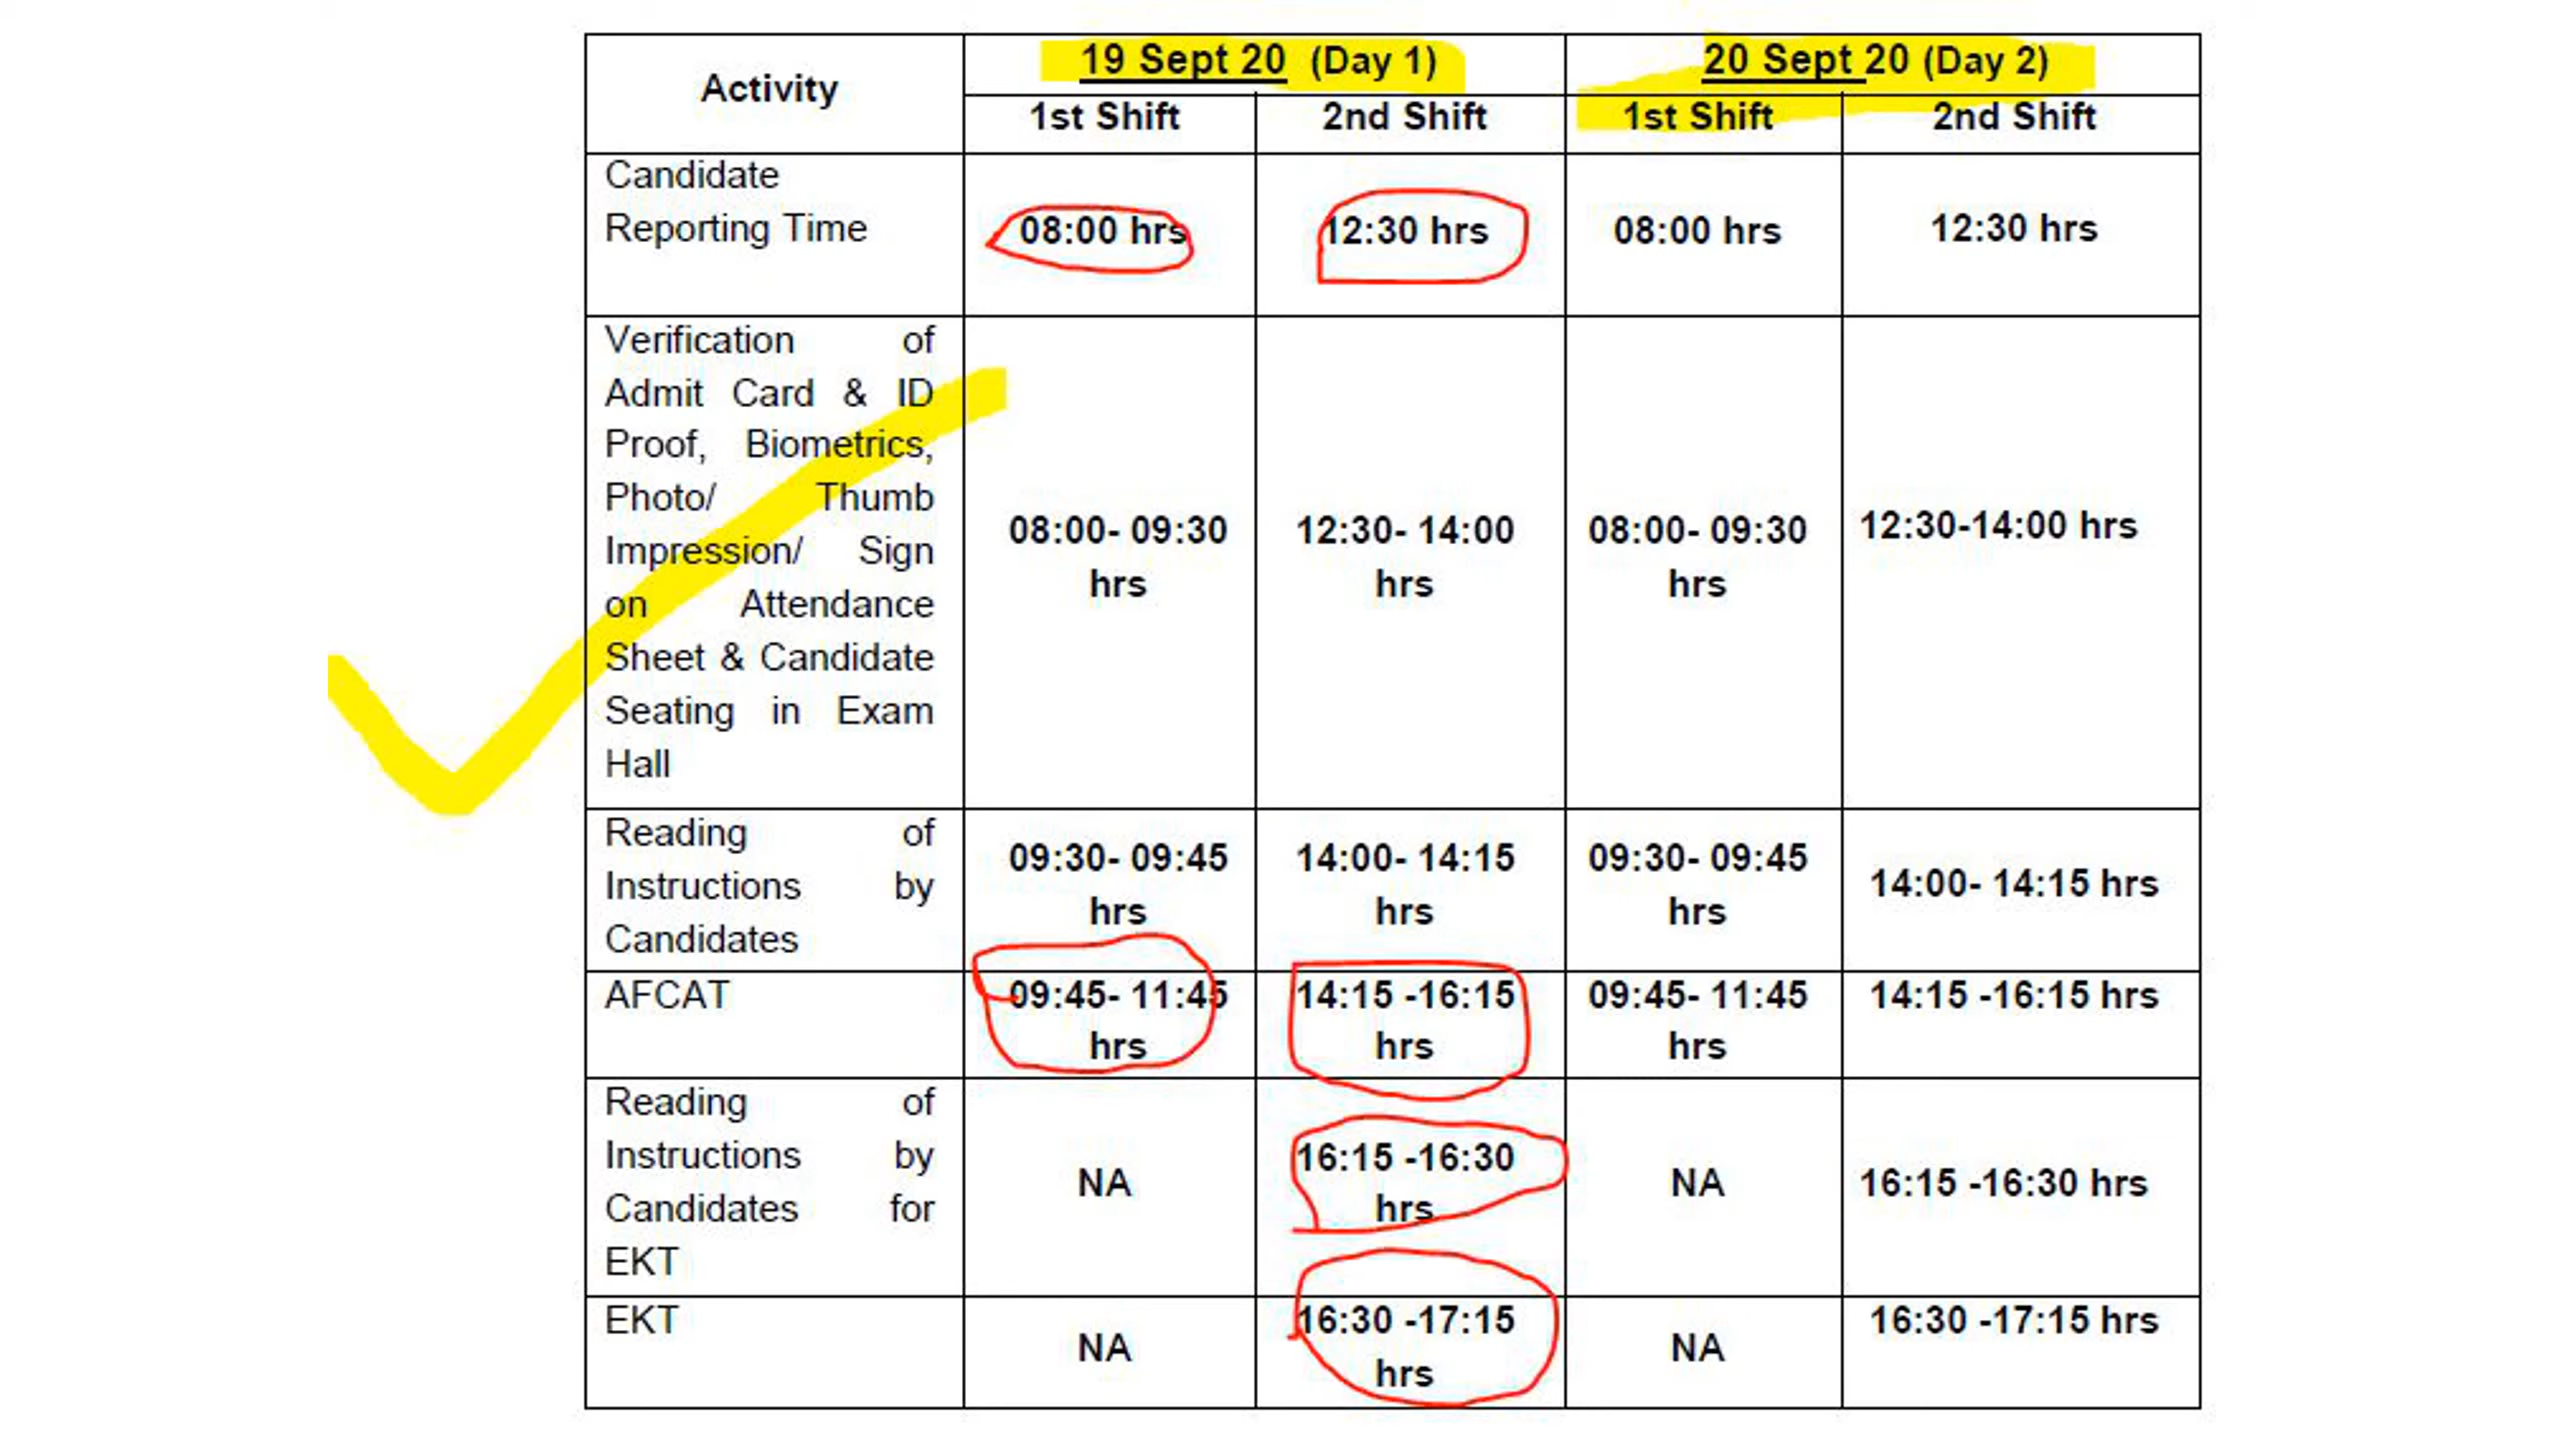 Activity
19 Sept 20 (Day 1)
20 Sept 20 (Day 2)
1st Shift
2nd Shift
1st Shift
2nd Shift
Candidate
Reporting Time
08:00 hrs
12:30 hrs
08:00 hrs
12:30 hrs
Verification of
Admit Card & ID
Proof, Biometrics,
Photo/ Thumb
Impression/ Sign
on Attendance
Sheet & Candidate
Seating in Exam
Hall
08:00- 09:30
hrs
12:30- 14:00
hrs
08:00- 09:30
hrs
12:30-14:00 hrs
Reading of
Instructions by
Candidates
09:30- 09:45
hrs
14:00- 14:15
hrs
09:30- 09:45
hrs
14:00- 14:15 hrs
AFCAT
09:45- 11:45
hrs
14:15 -16:15
hrs
09:45- 11:45
hrs
14:15 -16:15 hrs
Reading of
Instructions by
Candidates for
EKT
NA
16:15 -16:30
hrs
NA
16:15 -16:30 hrs
EKT
NA
16:30 -17:15
hrs
NA
16:30 -17:15 hrs